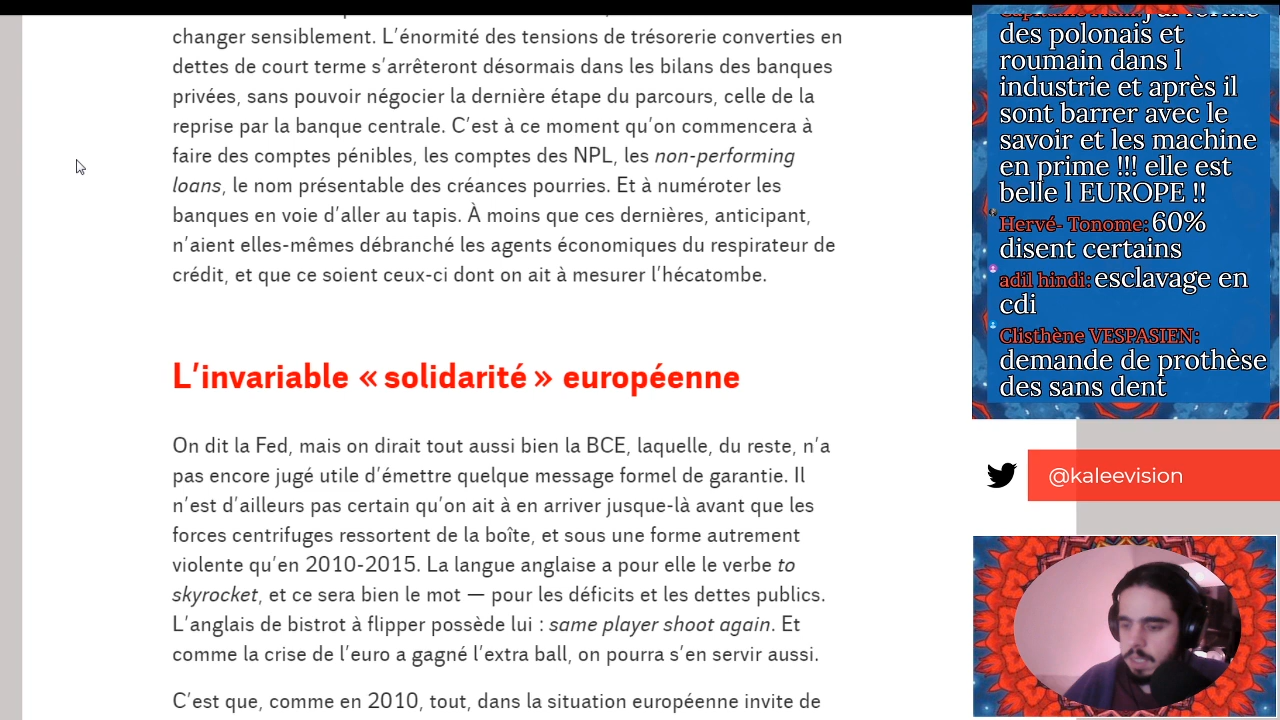 changer sensiblement. L’énormité des tensions de trésorerie converties en
dettes de court terme s’arrêteront désormais dans les bilans des banques
privées, sans pouvoir négocier la dernière étape du parcours, celle de la
reprise par la banque centrale. C’est à ce moment qu’on commencera à
faire des comptes pénibles, les comptes des NPL, les non-performing
loans, le nom présentable des créances pourries. Et à numéroter les
banques en voie d’aller au tapis. À moins que ces dernières, anticipant,
n’aient elles-mêmes débranché les agents économiques du respirateur de
crédit, et que ce soient ceux-ci dont on ait à mesurer l’hécatombe.
L’invariable « solidarité » européenne
On dit la Fed, mais on dirait tout aussi bien la BCE, laquelle, du reste, n’a
pas encore jugé utile d’émettre quelque message formel de garantie. Il
n’est d’ailleurs pas certain qu’on ait à en arriver jusque-là avant que les
forces centrifuges ressortent de la boîte, et sous une forme autrement
violente qu’en 2010-2015. La langue anglaise a pour elle le verbe to
skyrocket, et ce sera bien le mot — pour les déficits et les dettes publics.
L’anglais de bistrot à flipper possède lui : same player shoot again. Et
comme la crise de l’euro a gagné l’extra ball, on pourra s’en servir aussi.
C’est que, comme en 2010, tout, dans la situation européenne invite de
des polonais et
roumain dans l
industrie et après il
sont barrer avec le
savoir et les machine
en prime !!! elle est
belle l EUROPE !!
Hervé- Tonome: 60%
disent certains
adil hindi: esclavage en
cdi
Clisthène VESPASIEN:
demande de prothèse
des sans dent
@kaleevision